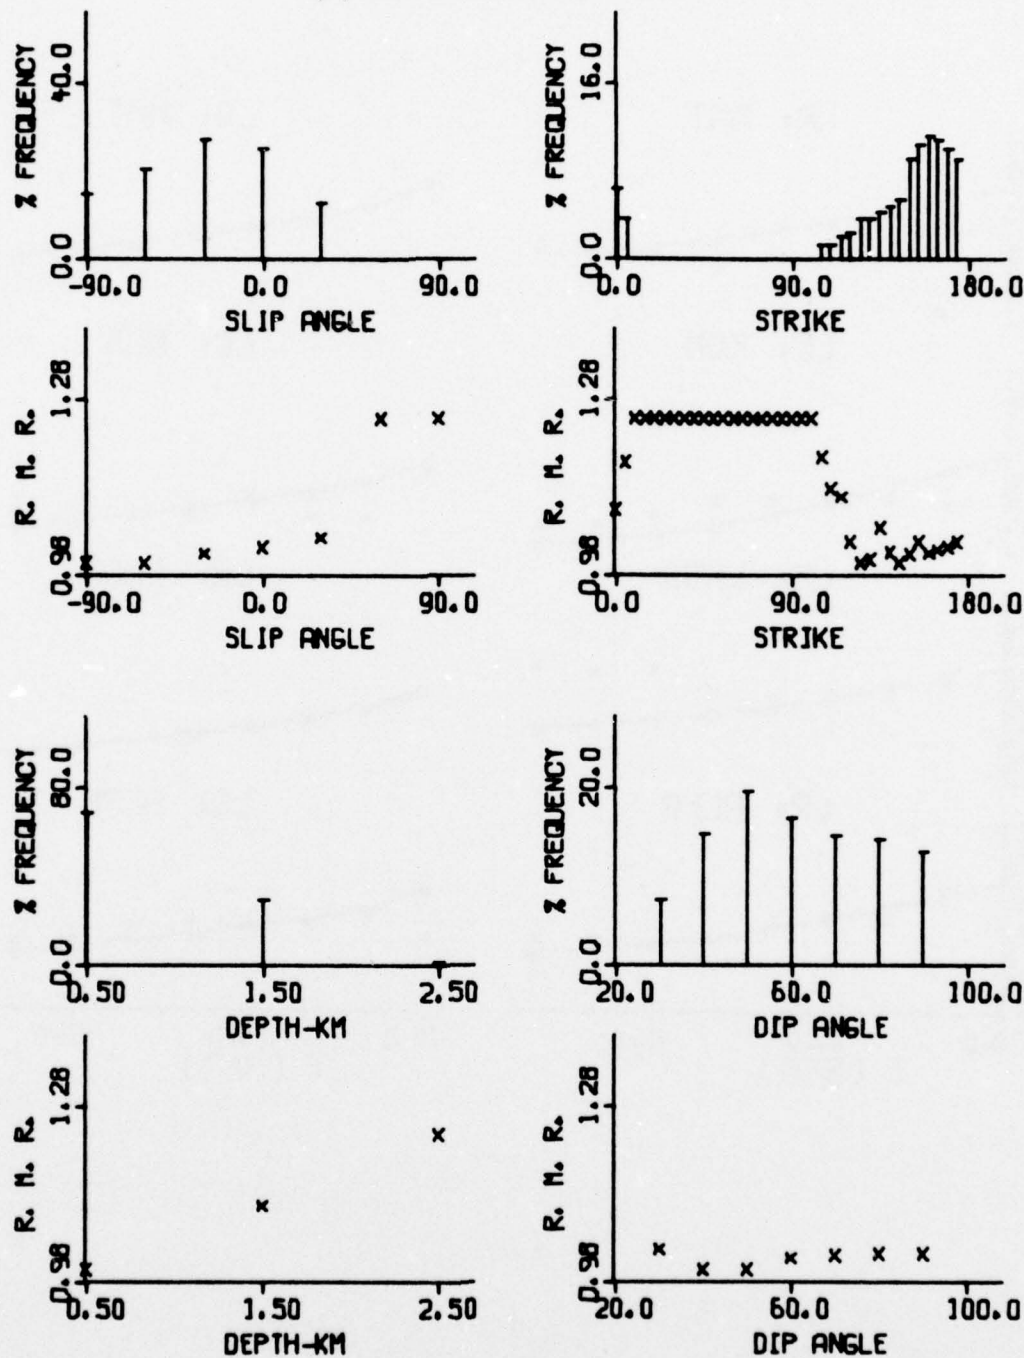 % FREQUENCY
40.0
0.0
-90.0 0.0 90.0
SLIP ANGLE
% FREQUENCY
16.0
0.0
0.0 90.0 180.0
STRIKE
R. M. R.
1.28
0.98
-90.0 0.0 90.0
SLIP ANGLE
R. M. R.
1.28
0.98
0.0 90.0 180.0
STRIKE
% FREQUENCY
80.0
0.0
0.50 1.50 2.50
DEPTH-KM
% FREQUENCY
20.0
0.0
20.0 60.0 100.0
DIP ANGLE
R. M. R.
1.28
0.98
0.50 1.50 2.50
DEPTH-KM
R. M. R.
1.28
0.98
20.0 60.0 100.0
DIP ANGLE